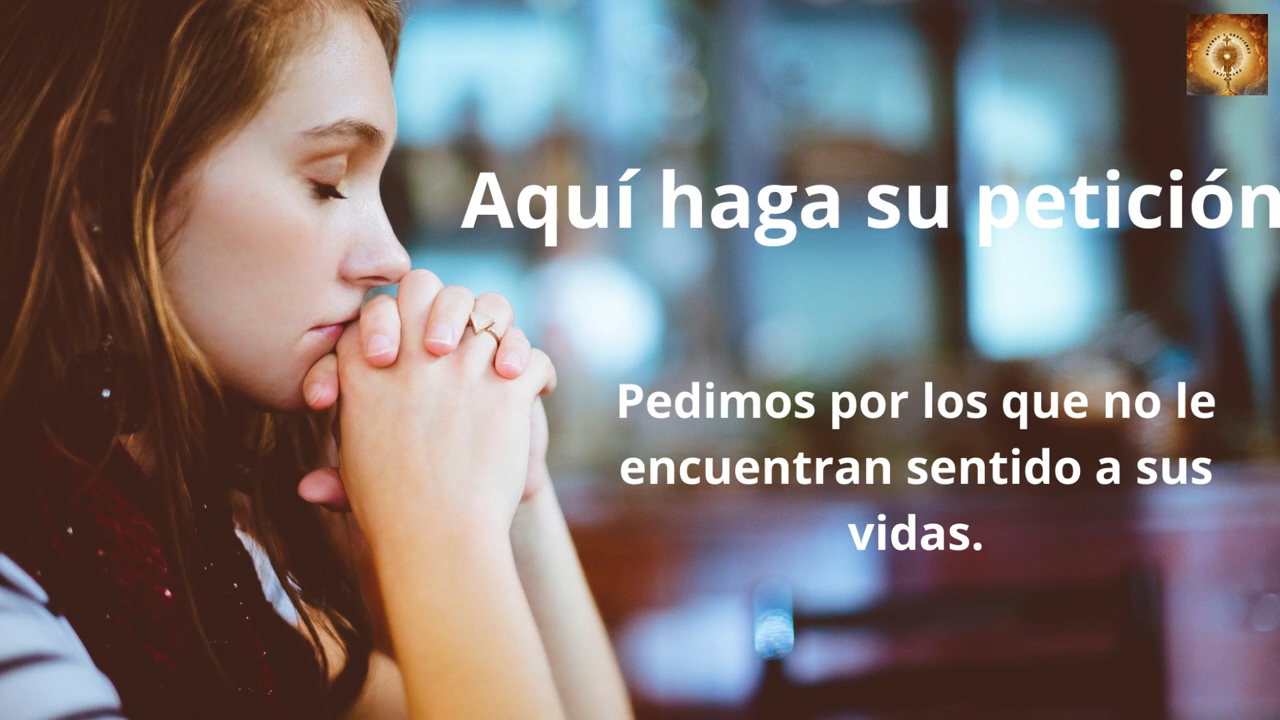 Aquí haga su petición
Pedimos por los que no le
encuentran sentido a sus
vidas.